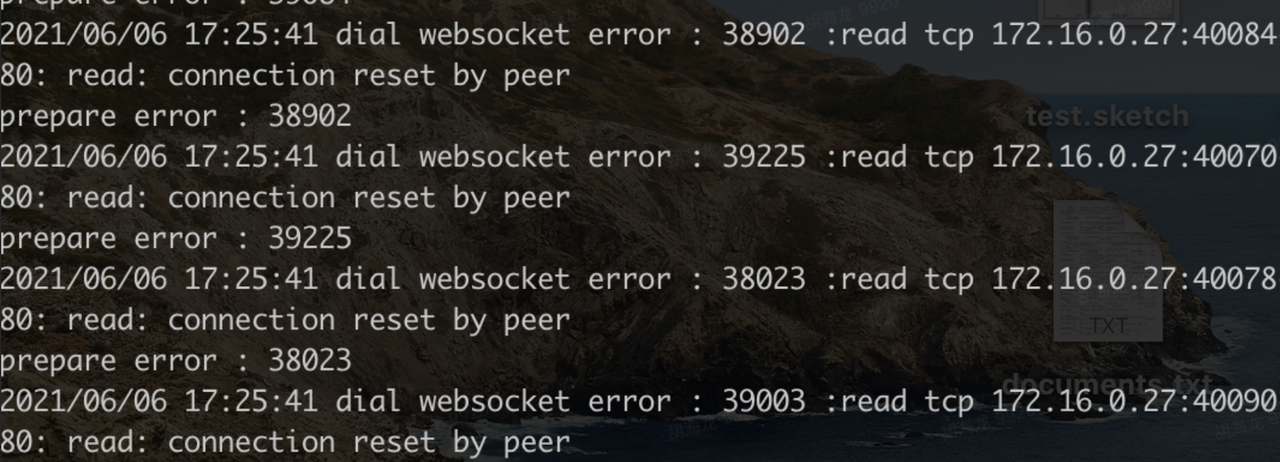 prepare error : 39084
2021/06/06 17:25:41 dial websocket error : 38902 :read tcp 172.16.0.27:40084
80: read: connection reset by peer
prepare error : 38902
2021/06/06 17:25:41 dial websocket error : 39225 :read tcp 172.16.0.27:40070
80: read: connection reset by peer
prepare error : 39225
2021/06/06 17:25:41 dial websocket error : 38023 :read tcp 172.16.0.27:40078
80: read: connection reset by peer
prepare error : 38023
2021/06/06 17:25:41 dial websocket error : 39003 :read tcp 172.16.0.27:40090
80: read: connection reset by peer
test.sketch
TXT
documents.txt